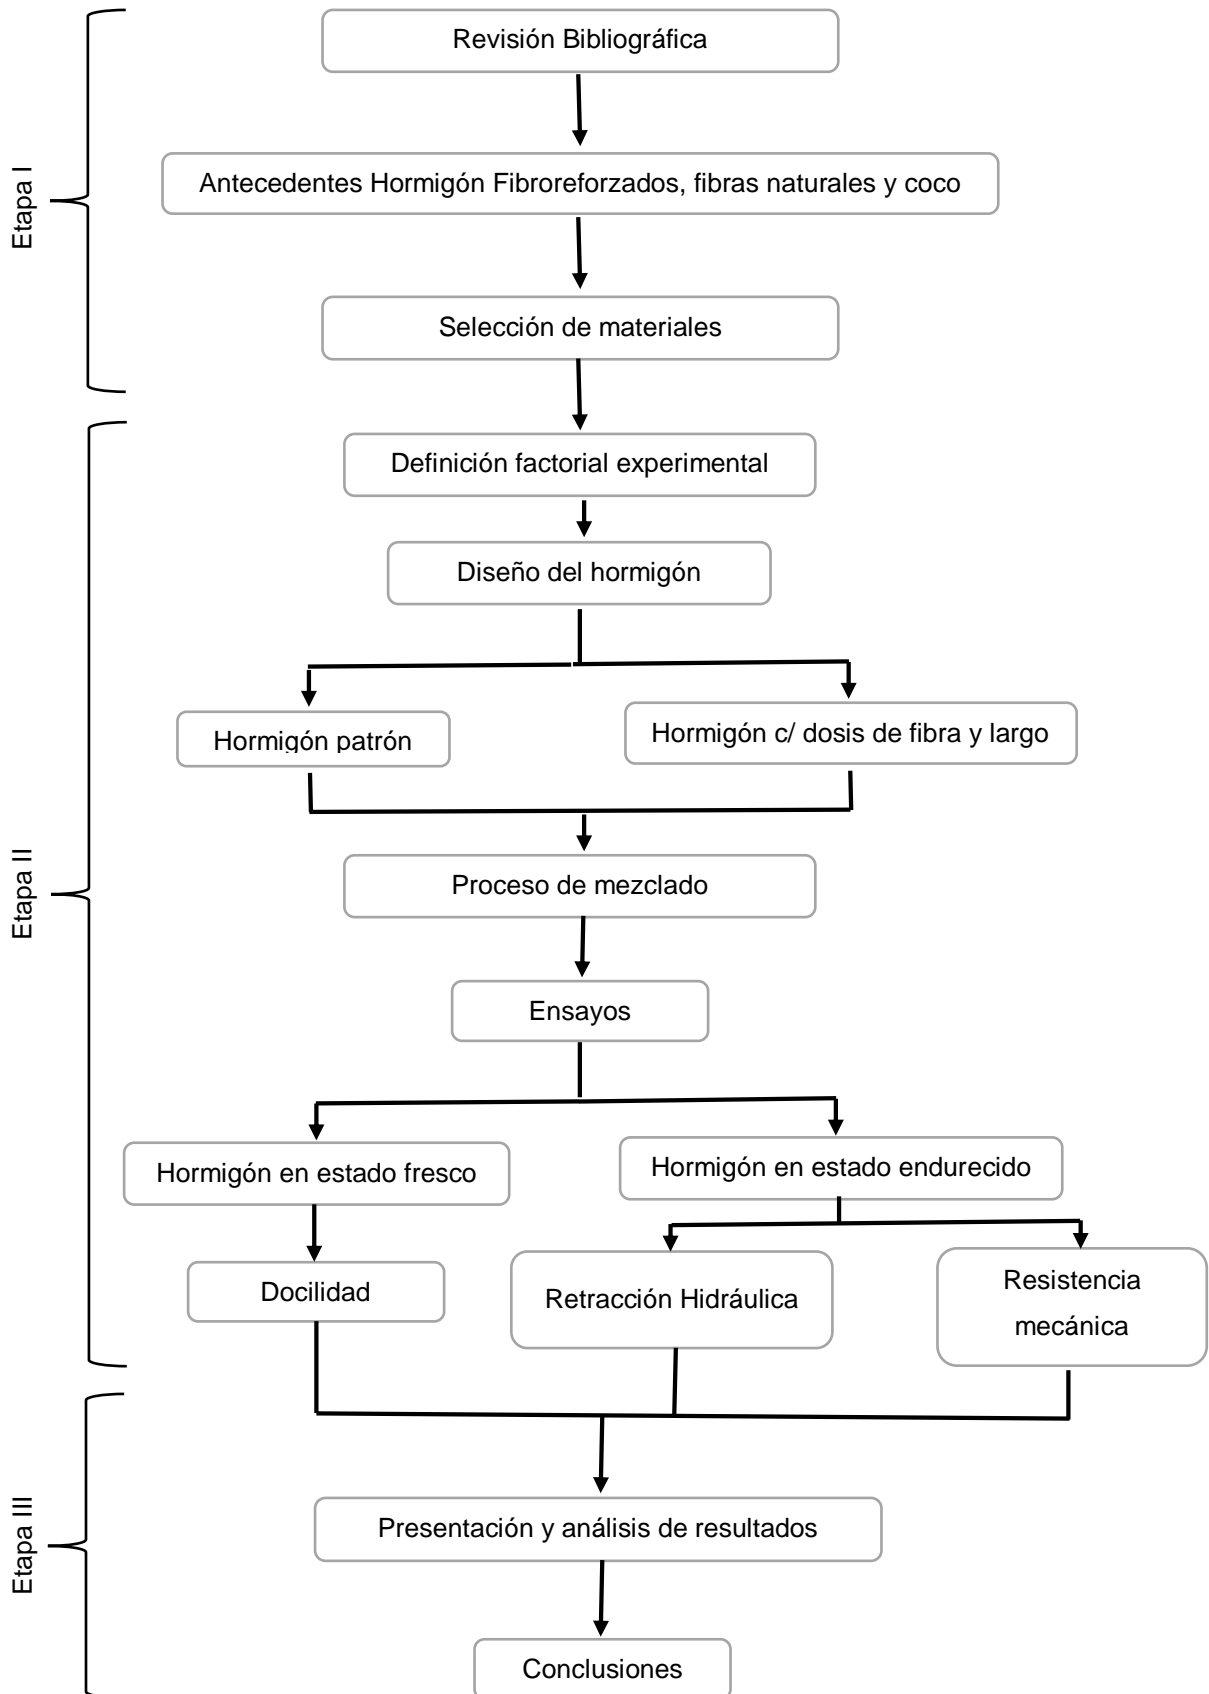 Etapa I
Revisión Bibliográfica
Antecedentes Hormigón Fibroreforzados, fibras naturales y coco
Selección de materiales
Etapa II
Definición factorial experimental
Diseño del hormigón
Hormigón patrón
Hormigón c/ dosis de fibra y largo
Proceso de mezclado
Ensayos
Hormigón en estado fresco
Hormigón en estado endurecido
Docilidad
Retracción Hidráulica
Resistencia
mecánica
Etapa III
Presentación y análisis de resultados
Conclusiones